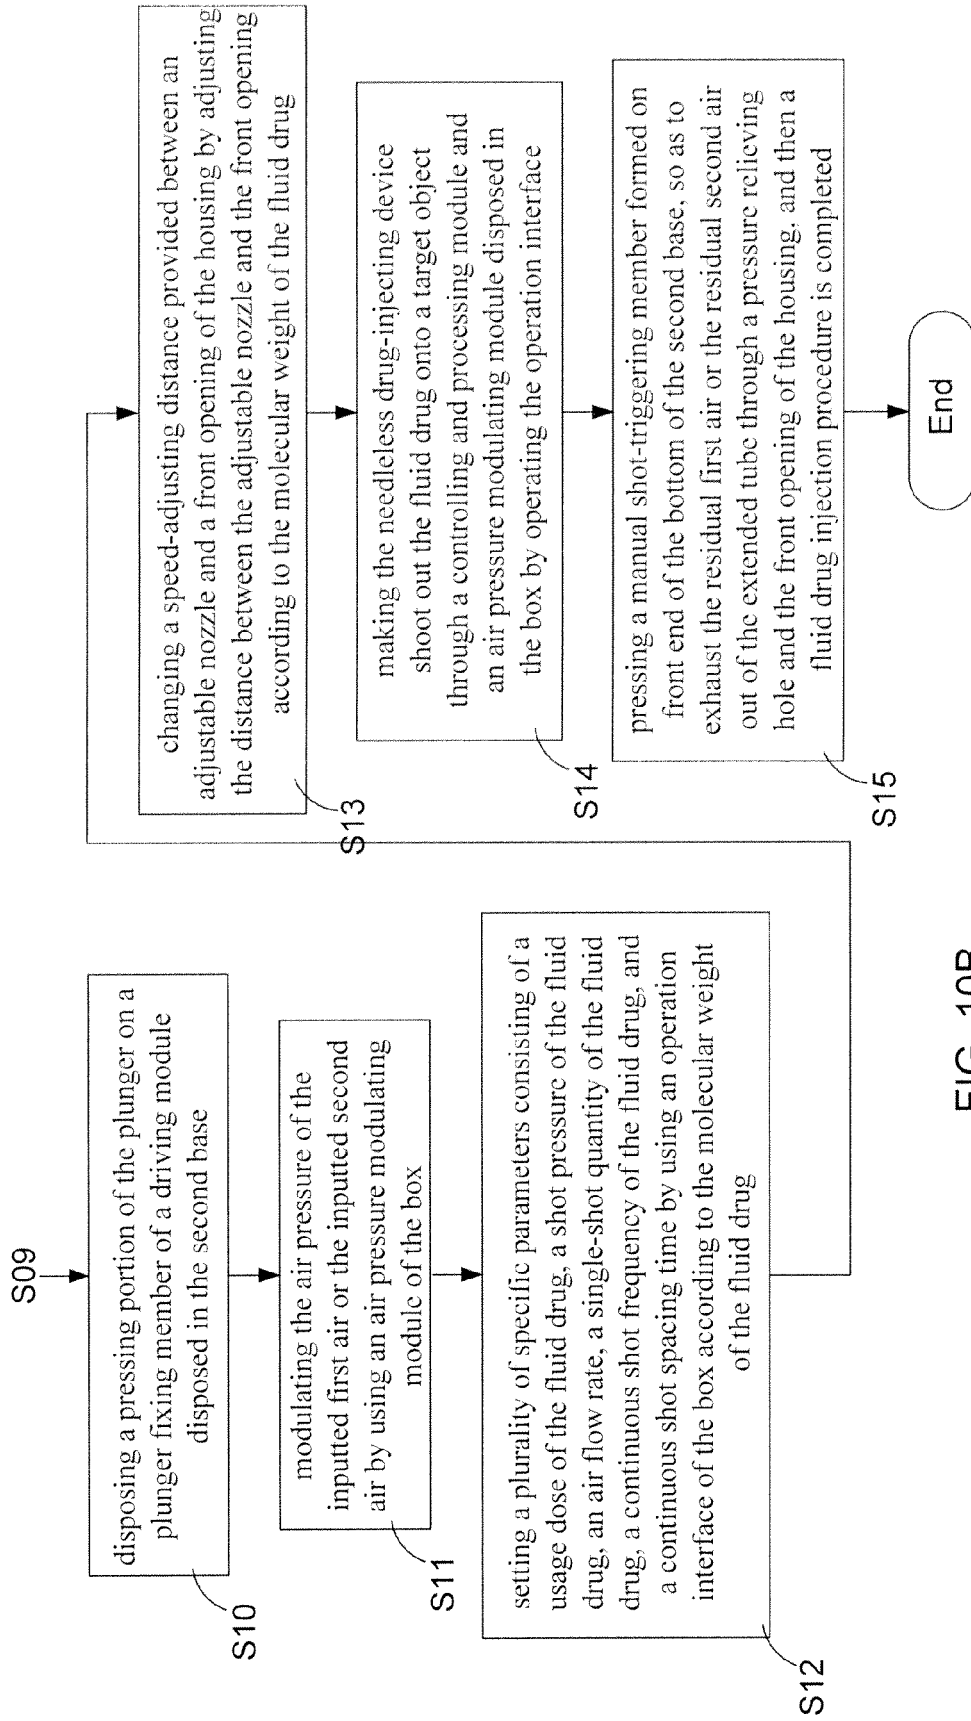 S09
disposing a pressing portion of the plunger on a
plunger fixing member of a driving module
disposed in the second base
S10
modulating the air pressure of the
inputted first air or the inputted second
air by using an air pressure modulating
module of the box
S11
setting a plurality of specific parameters consisting of a
usage dose of the fluid drug, a shot pressure of the fluid
drug, an air flow rate, a single-shot quantity of the fluid
drug, a continuous shot frequency of the fluid drug, and
a continuous shot spacing time by using an operation
interface of the box according to the molecular weight
of the fluid drug
S12
changing a speed-adjusting distance provided between an
adjustable nozzle and a front opening of the housing by adjusting
the distance between the adjustable nozzle and the front opening
according to the molecular weight of the fluid drug
S13
making the needleless drug-injecting device
shoot out the fluid drug onto a target object
through a controlling and processing module and
an air pressure modulating module disposed in
the box by operating the operation interface
S14
pressing a manual shot-triggering member formed on
front end of the bottom of the second base, so as to
exhaust the residual first air or the residual second air
out of the extended tube through a pressure relieving
hole and the front opening of the housing, and then a
fluid drug injection procedure is completed
S15
End
FIG. 10B